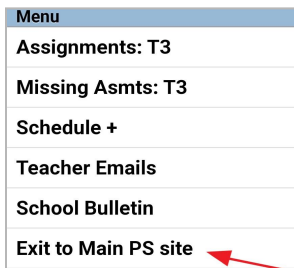 Menu
Assignments: T3
Missing Asmts: T3
Schedule +
Teacher Emails
School Bulletin
Exit to Main PS site